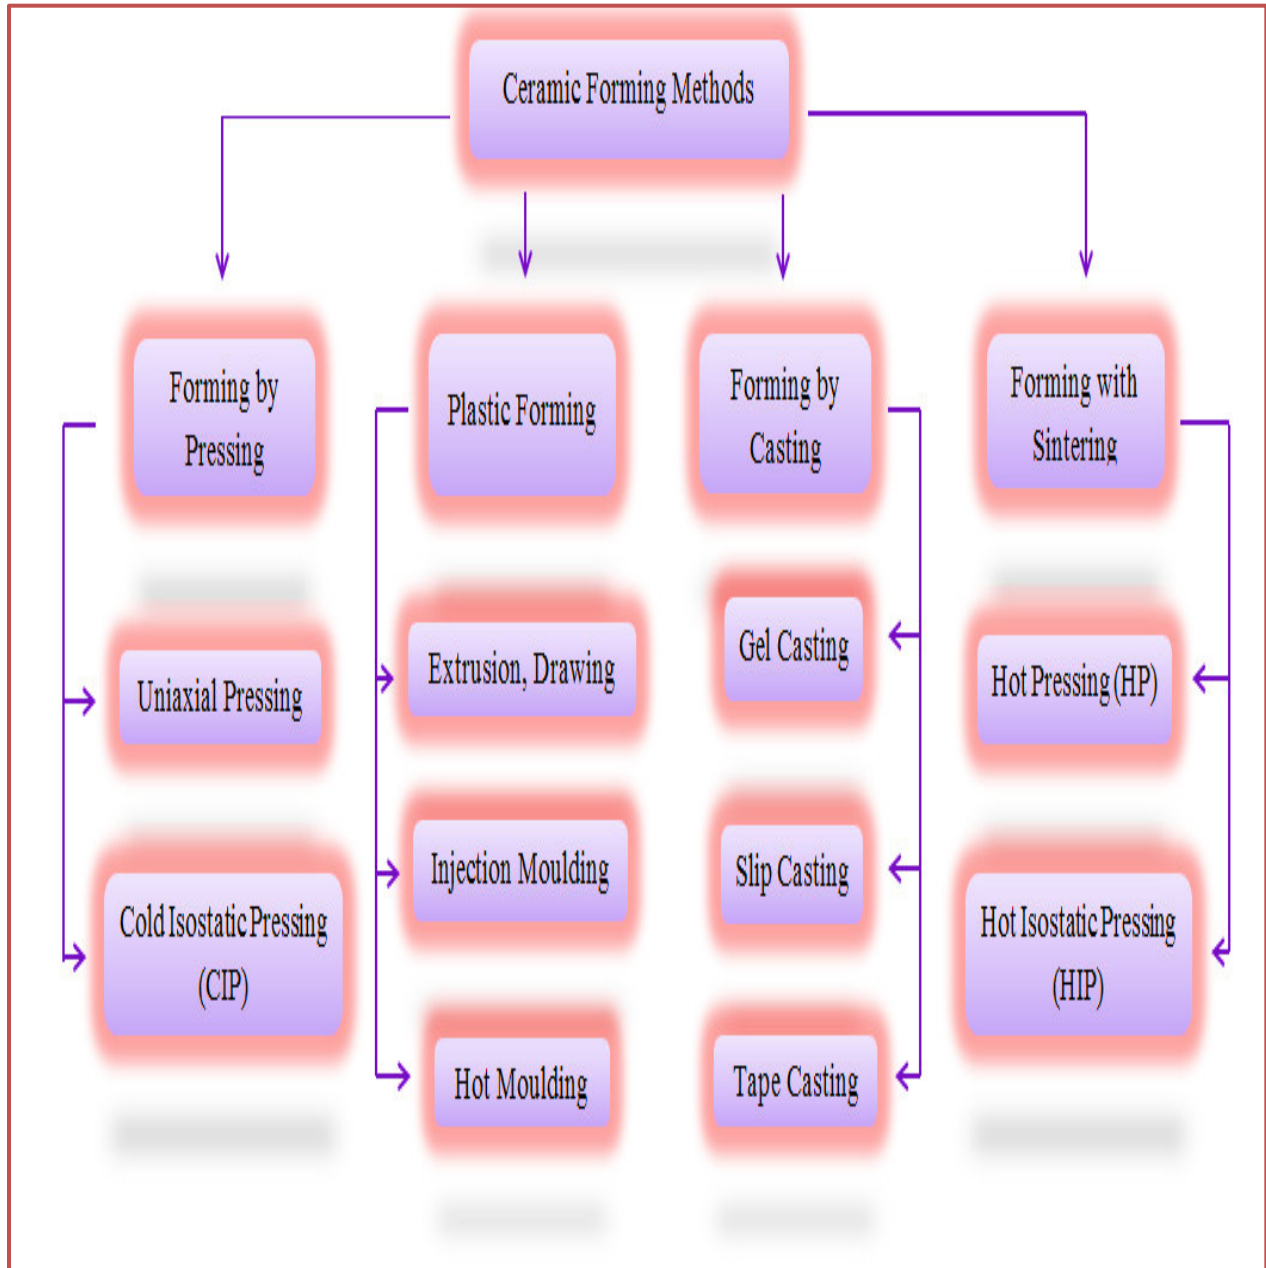 Ceramic Forming Methods
Forming by
Pressing
Plastic Forming
Forming by
Casting
Forming with
Sintering
Uniaxial Pressing
Cold Isostatic Pressing
(CIP)
Extrusion, Drawing
Injection Moulding
Hot Moulding
Gel Casting
Slip Casting
Tape Casting
Hot Pressing (HP)
Hot Isostatic Pressing
(HIP)